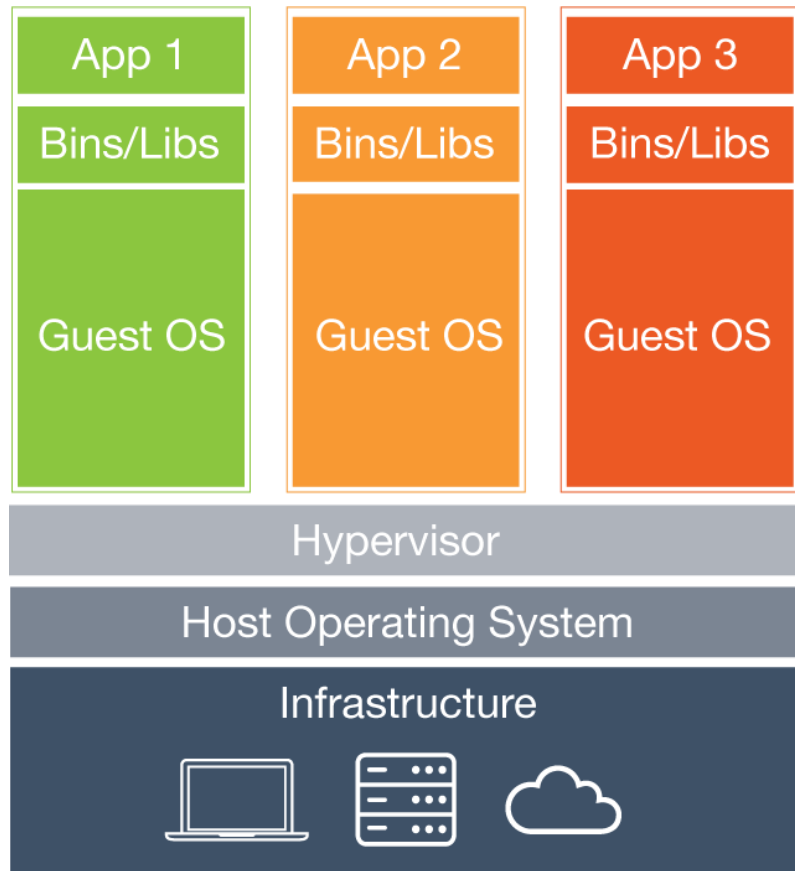 App 1
App 2
App 3
Bins/Libs
Bins/Libs
Bins/Libs
Guest OS
Guest OS
Guest OS
Hypervisor
Host Operating System
Infrastructure